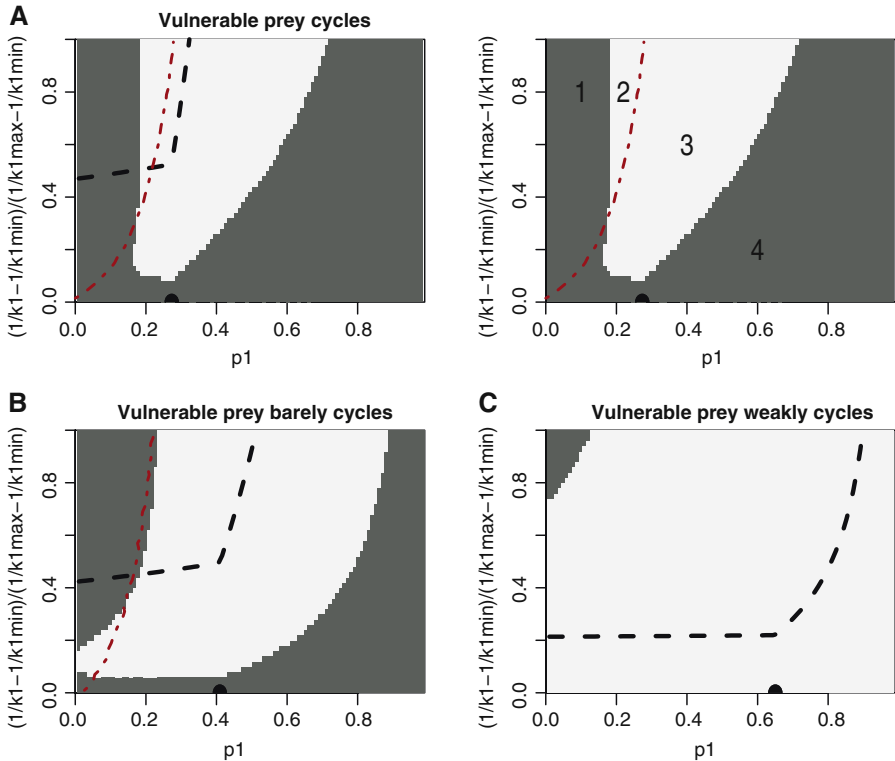 A
Vulnerable prey cycles
(1/k1−1/k1min)/(1/k1max−1/k1min)
0.0
0.4
0.8
0.0 0.2 0.4 0.6 0.8
p1
(1/k1−1/k1min)/(1/k1max−1/k1min)
0.0
0.4
0.8
1
2
3
4
0.0 0.2 0.4 0.6 0.8
p1
B
Vulnerable prey barely cycles
(1/k1−1/k1min)/(1/k1max−1/k1min)
0.0
0.4
0.8
0.0 0.2 0.4 0.6 0.8
p1
C
Vulnerable prey weakly cycles
(1/k1−1/k1min)/(1/k1max−1/k1min)
0.0
0.4
0.8
0.0 0.2 0.4 0.6 0.8
p1